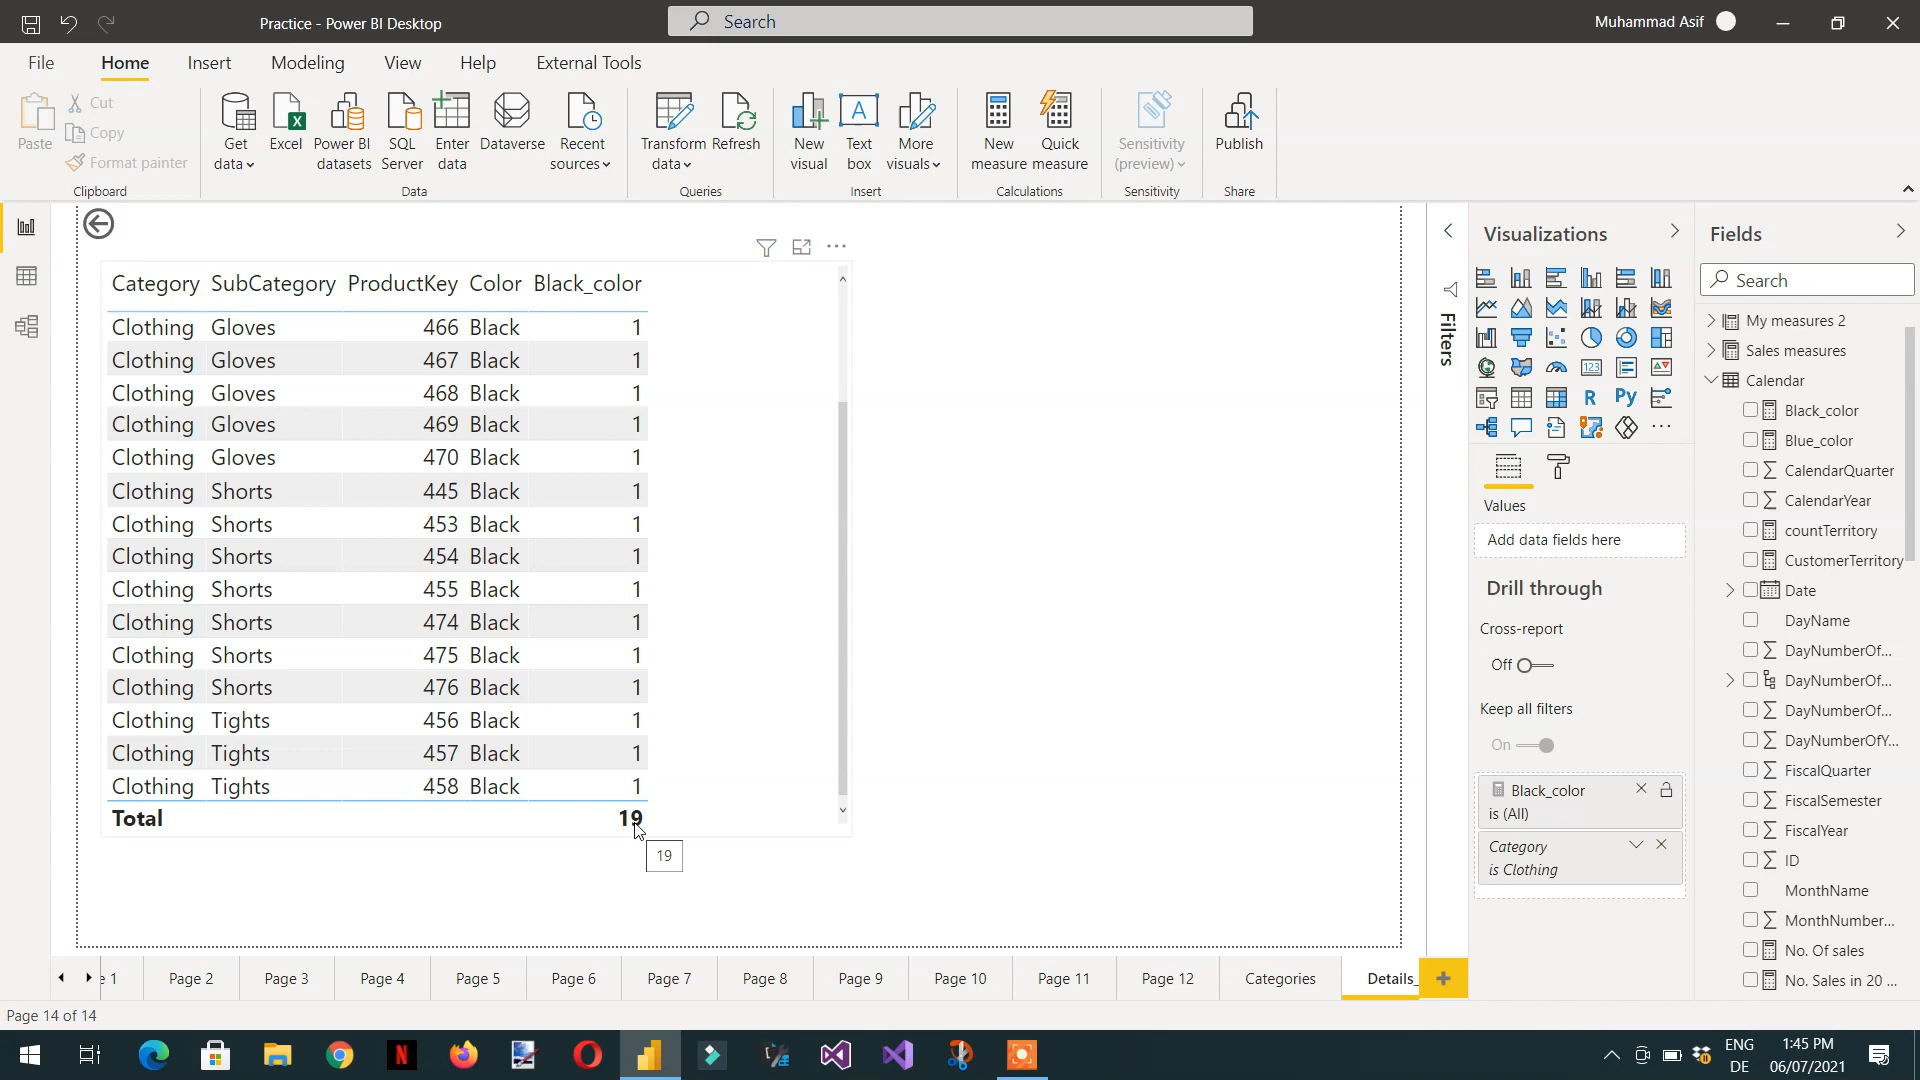 Practice - Power BI Desktop
Search
Muhammad Asif
File Home Insert Modeling View Help External Tools
Paste
Cut
Copy
Format painter
Clipboard
Get data
Excel
Power BI datasets
SQL Server
Enter data
Dataverse
Recent sources
Data
Transform data
Refresh
Queries
New visual
Text box
More visuals
Insert
New measure
Quick measure
Calculations
Sensitivity (preview)
Sensitivity
Publish
Share
Category SubCategory ProductKey Color Black_color
Clothing Gloves 466 Black 1
Clothing Gloves 467 Black 1
Clothing Gloves 468 Black 1
Clothing Gloves 469 Black 1
Clothing Gloves 470 Black 1
Clothing Shorts 445 Black 1
Clothing Shorts 453 Black 1
Clothing Shorts 454 Black 1
Clothing Shorts 455 Black 1
Clothing Shorts 474 Black 1
Clothing Shorts 475 Black 1
Clothing Shorts 476 Black 1
Clothing Tights 456 Black 1
Clothing Tights 457 Black 1
Clothing Tights 458 Black 1
Total 19
19
Filters
Visualizations
123
R
Py
Values
Add data fields here
Drill through
Cross-report
Off
Keep all filters
On
Black_color
is (All)
Category
is Clothing
Fields
Search
My measures 2
Sales measures
Calendar
Black_color
Blue_color
CalendarQuarter
CalendarYear
countTerritory
CustomerTerritory
Date
DayName
DayNumberOf...
DayNumberOf...
DayNumberOf...
DayNumberOfY...
FiscalQuarter
FiscalSemester
FiscalYear
ID
MonthName
MonthNumber...
No. Of sales
No. Sales in 20 ...
e 1 Page 2 Page 3 Page 4 Page 5 Page 6 Page 7 Page 8 Page 9 Page 10 Page 11 Page 12 Categories Details_
Page 14 of 14
ENG
DE
1:45 PM
06/07/2021